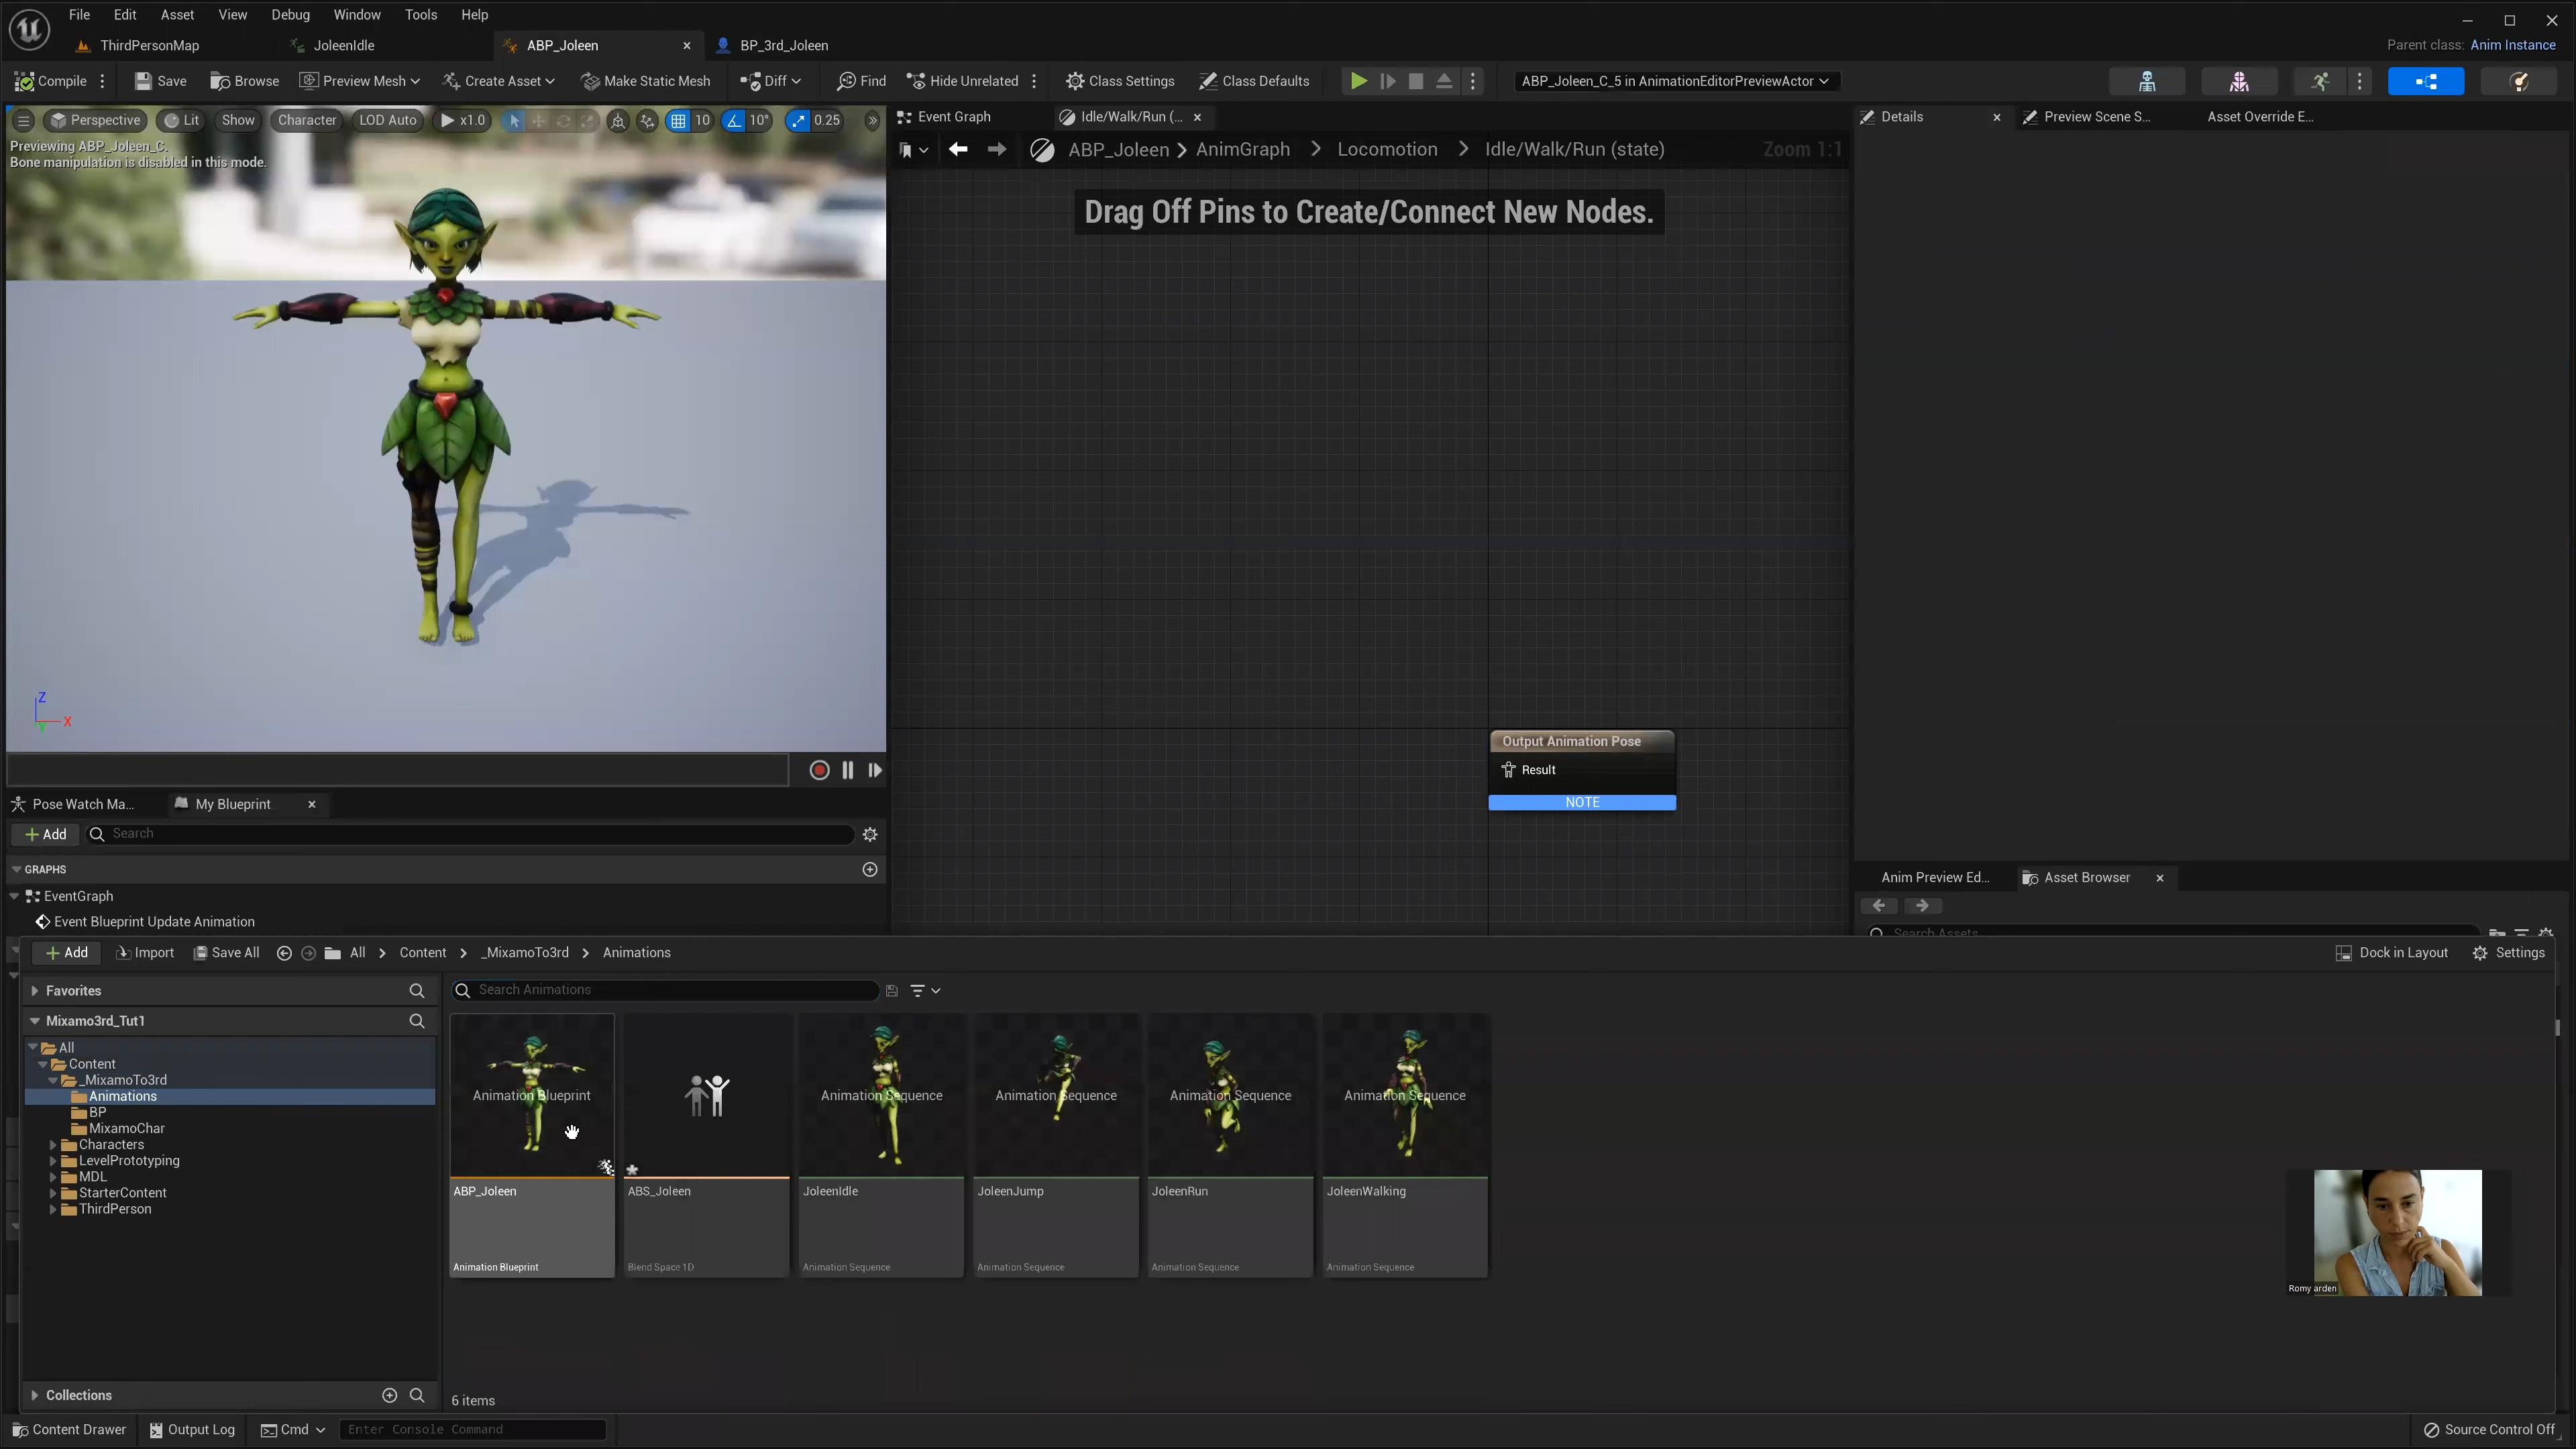 File Edit Asset View Debug Window Tools Help
ThirdPersonMap JoleenIdle ABP_Joleen BP_3rd_Joleen
Parent class: Anim Instance
Compile Save Browse Preview Mesh Create Asset Make Static Mesh Diff Find Hide Unrelated Class Settings Class Defaults ABP_Joleen_C_5 in AnimationEditorPreviewActor
Perspective Lit Show Character LOD Auto x1.0 10 10° 0.25
Previewing ABP_Joleen_C.
Bone manipulation is disabled in this mode.
Z
X
Event Graph Idle/Walk/Run (...
ABP_Joleen > AnimGraph > Locomotion > Idle/Walk/Run (state) Zoom 1:1
Drag Off Pins to Create/Connect New Nodes.
Output Animation Pose
Result
NOTE
Details Preview Scene S... Asset Override E...
Pose Watch Ma... My Blueprint
Add Search
GRAPHS
EventGraph
Event Blueprint Update Animation
Anim Preview Ed... Asset Browser
Search Assets
Add Import Save All All > Content > _MixamoTo3rd > Animations Dock in Layout Settings
Favorites
Mixamo3rd_Tut1
All
Content
_MixamoTo3rd
Animations
BP
MixamoChar
Characters
LevelPrototyping
MDL
StarterContent
ThirdPerson
Collections
Search Animations
Animation Blueprint Animation Sequence Animation Sequence Animation Sequence Animation Sequence
ABP_Joleen ABS_Joleen JoleenIdle JoleenJump JoleenRun JoleenWalking
Animation Blueprint Blend Space 1D Animation Sequence Animation Sequence Animation Sequence Animation Sequence
6 items
Romy arden
Content Drawer Output Log Cmd Enter Console Command Source Control Off